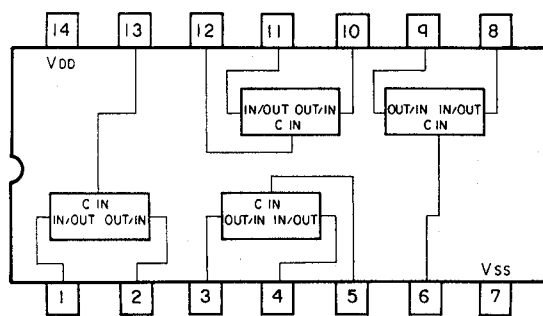 14 13 12 11 10 9 8
VDD
IN/OUT OUT/IN
C IN
OUT/IN IN/OUT
C IN
C IN
IN/OUT OUT/IN
C IN
OUT/IN IN/OUT
VSS
1 2 3 4 5 6 7